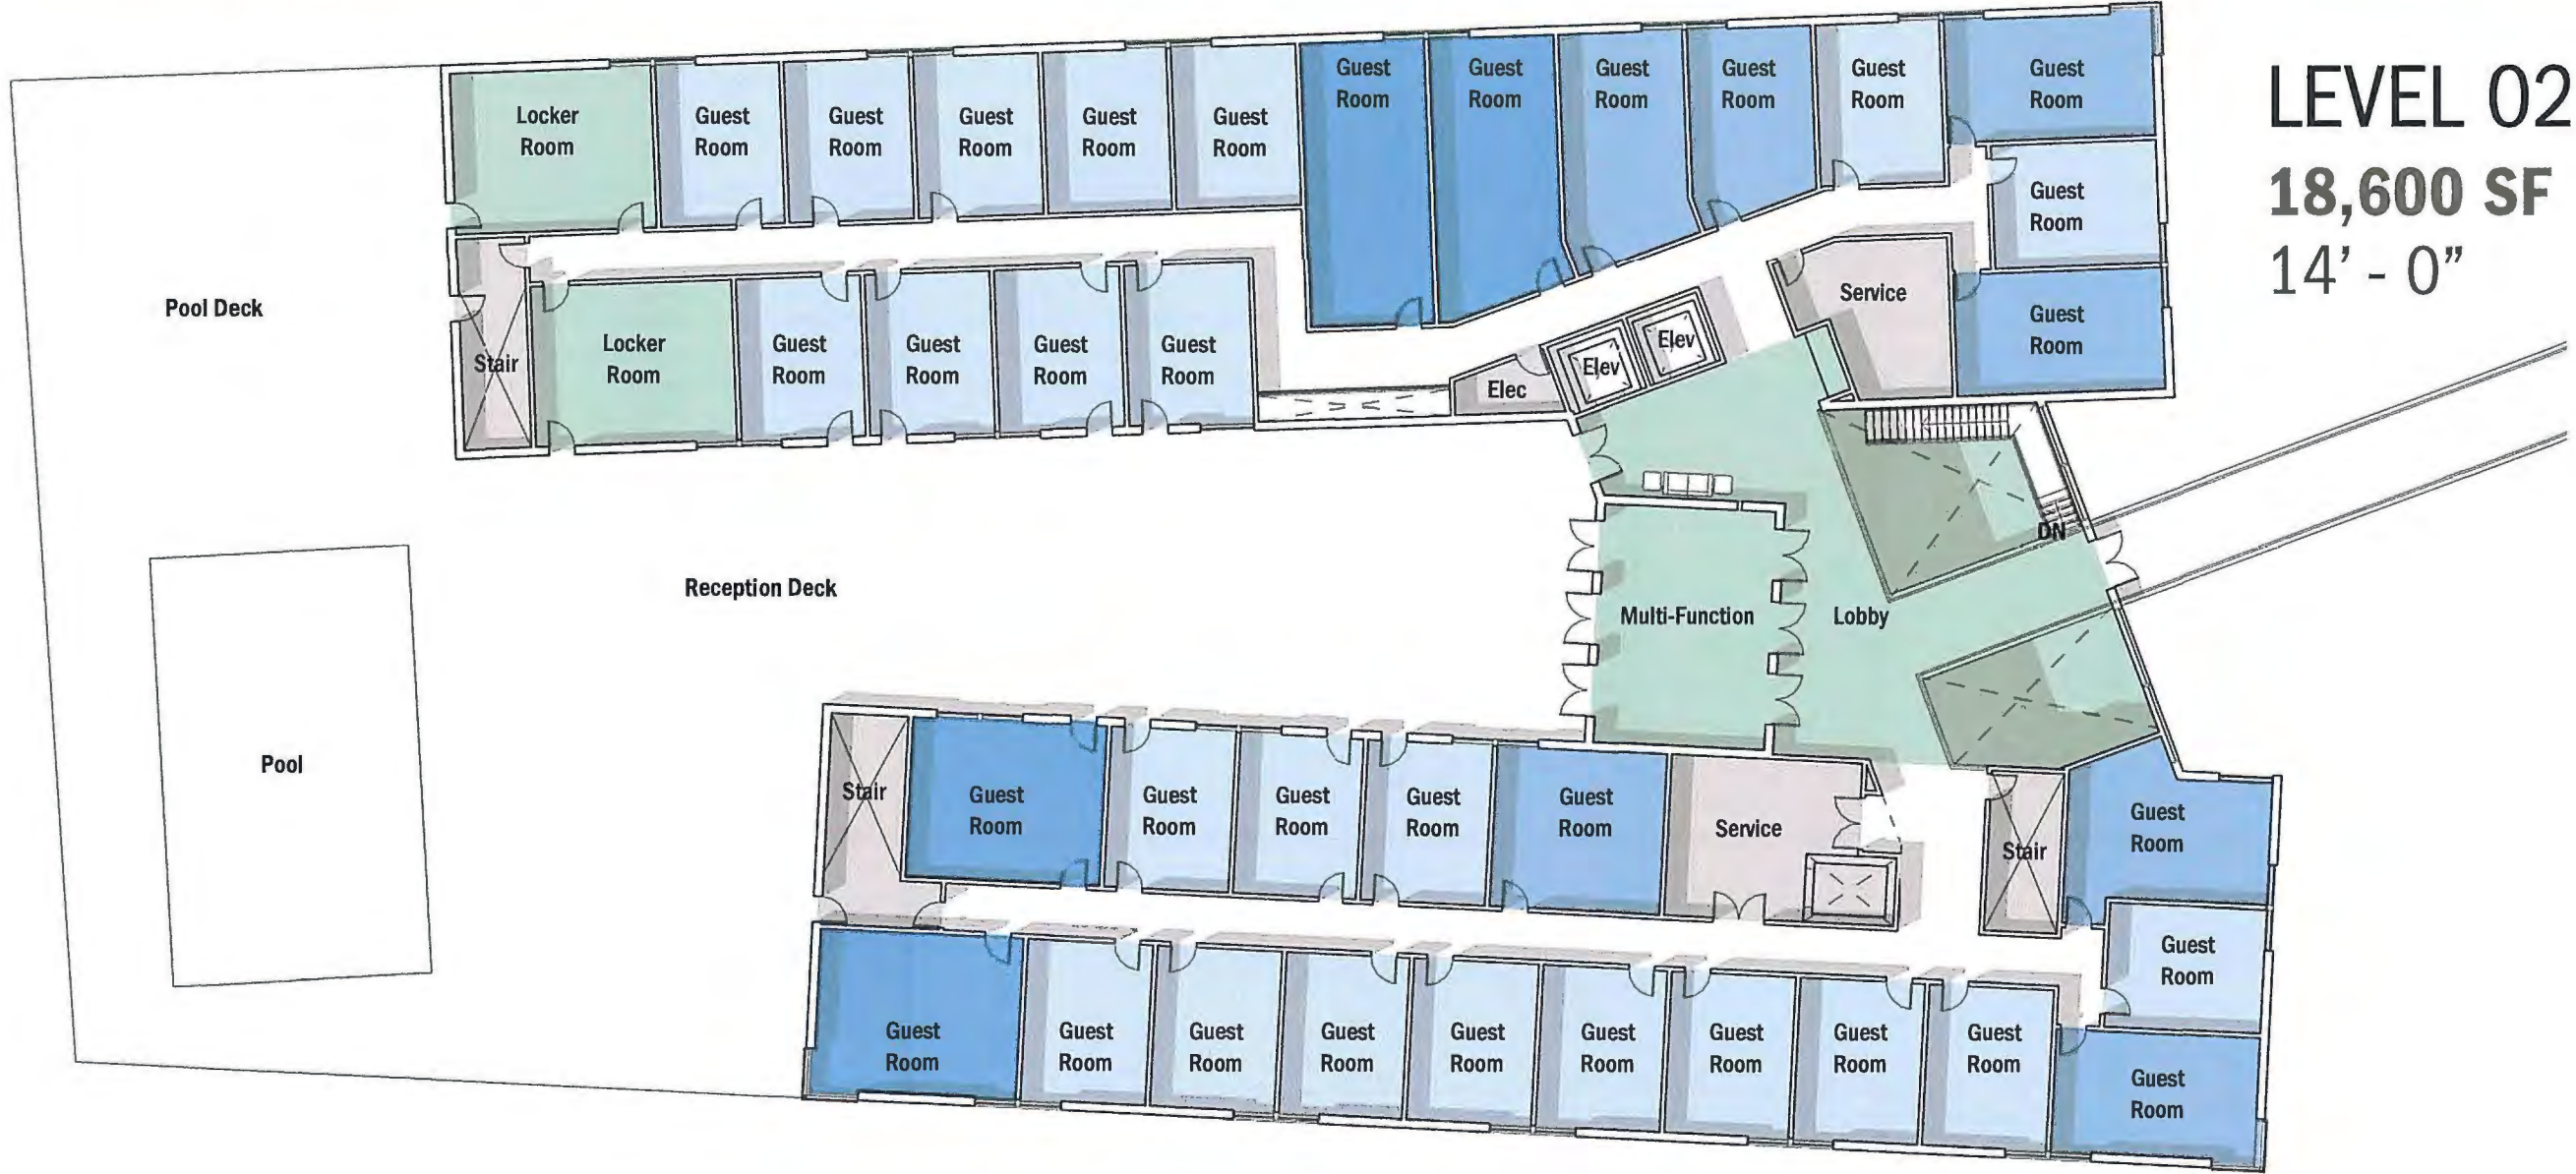 LEVEL 02
18,600 SF
14' - 0"
Locker
Room
Guest
Room
Guest
Room
Guest
Room
Guest
Room
Guest
Room
Guest
Room
Guest
Room
Guest
Room
Guest
Room
Guest
Room
Guest
Room
Guest
Room
Guest
Room
Service
Pool Deck
Stair
Locker
Room
Guest
Room
Guest
Room
Guest
Room
Guest
Room
Elec
Elev
Elev
DN
Reception Deck
Multi-Function
Lobby
Pool
Stair
Guest
Room
Guest
Room
Guest
Room
Guest
Room
Guest
Room
Service
Stair
Guest
Room
Guest
Room
Guest
Room
Guest
Room
Guest
Room
Guest
Room
Guest
Room
Guest
Room
Guest
Room
Guest
Room
Guest
Room
Guest
Room